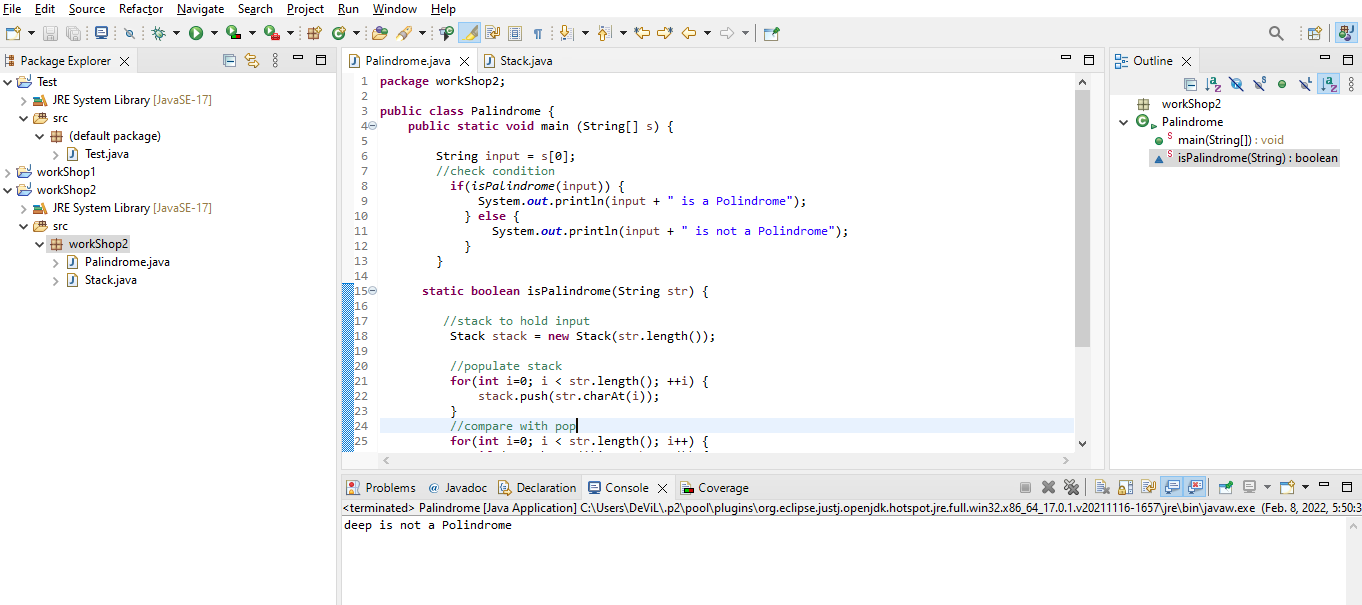 File Edit Source Refactor Navigate Search Project Run Window Help
Package Explorer
Test
JRE System Library [JavaSE-17]
src
(default package)
Test.java
workShop1
workShop2
JRE System Library [JavaSE-17]
src
workShop2
Palindrome.java
Stack.java
Palindrome.java Stack.java
1 package workShop2;
2
3 public class Palindrome {
4 public static void main (String[] s) {
5
6 String input = s[0];
7 //check condition
8 if(isPalindrome(input)) {
9 System.out.println(input + " is a Polindrome");
10 } else {
11 System.out.println(input + " is not a Polindrome");
12 }
13 }
14
15 static boolean isPalindrome(String str) {
16
17 //stack to hold input
18 Stack stack = new Stack(str.length());
19
20 //populate stack
21 for(int i=0; i < str.length(); ++i) {
22 stack.push(str.charAt(i));
23 }
24 //compare with pop
25 for(int i=0; i < str.length(); i++) {
Outline
workShop2
Palindrome
main(String[]) : void
isPalindrome(String) : boolean
Problems Javadoc Declaration Console Coverage
<terminated> Palindrome [Java Application] C:\Users\DeViL\.p2\pool\plugins\org.eclipse.justj.openjdk.hotspot.jre.full.win32.x86_64_17.0.1.v20211116-1657\jre\bin\javaw.exe (Feb. 8, 2022, 5:50:3
deep is not a Polindrome